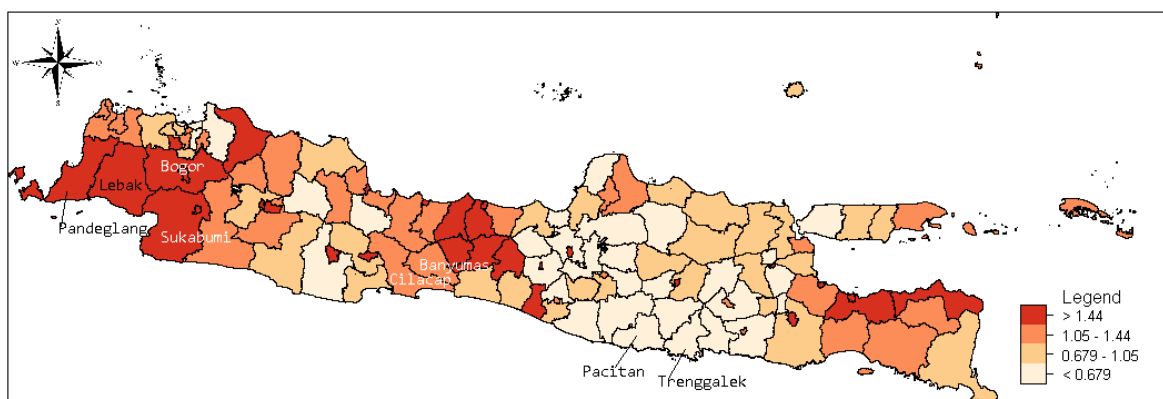 N
W
O
S
Bogor
Lebak
Pandeglang
Sukabumi
Banyumas
Cilacap
Pacitan
Trenggalek
Legend
> 1.44
1.05 - 1.44
0.679 - 1.05
< 0.679